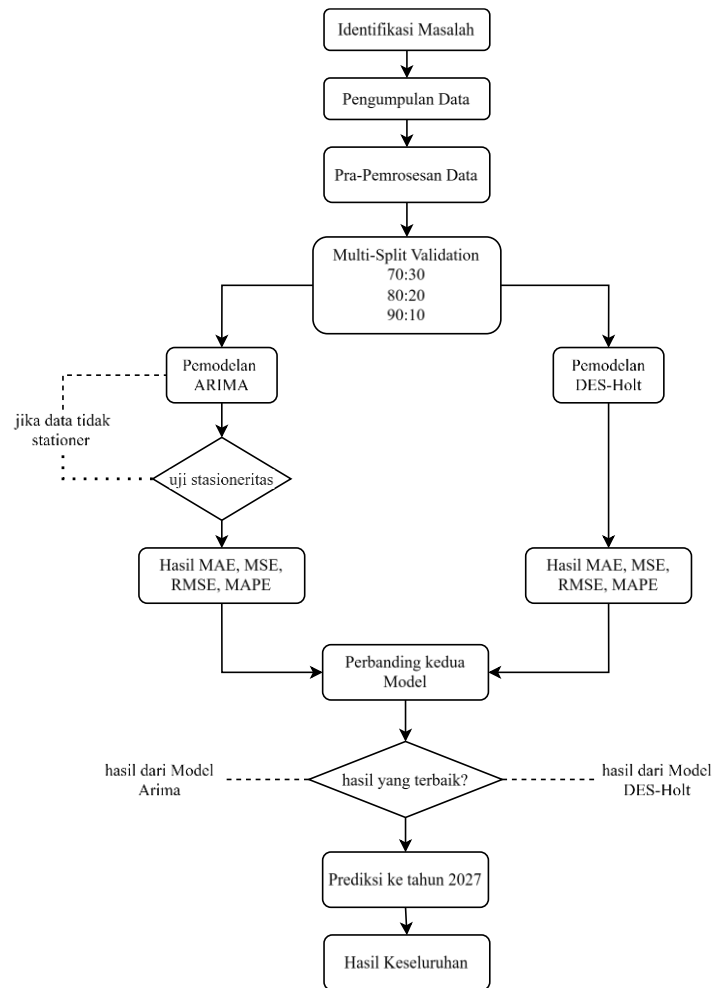 Identifikasi Masalah
Pengumpulan Data
Pra-Pemrosesan Data
Multi-Split Validation
70:30
80:20
90:10
Pemodelan
ARIMA
Pemodelan
DES-Holt
jika data tidak
stationer
uji stasioneritas
Hasil MAE, MSE,
RMSE, MAPE
Hasil MAE, MSE,
RMSE, MAPE
Perbanding kedua
Model
hasil dari Model
Arima
hasil yang terbaik?
hasil dari Model
DES-Holt
Prediksi ke tahun 2027
Hasil Keseluruhan